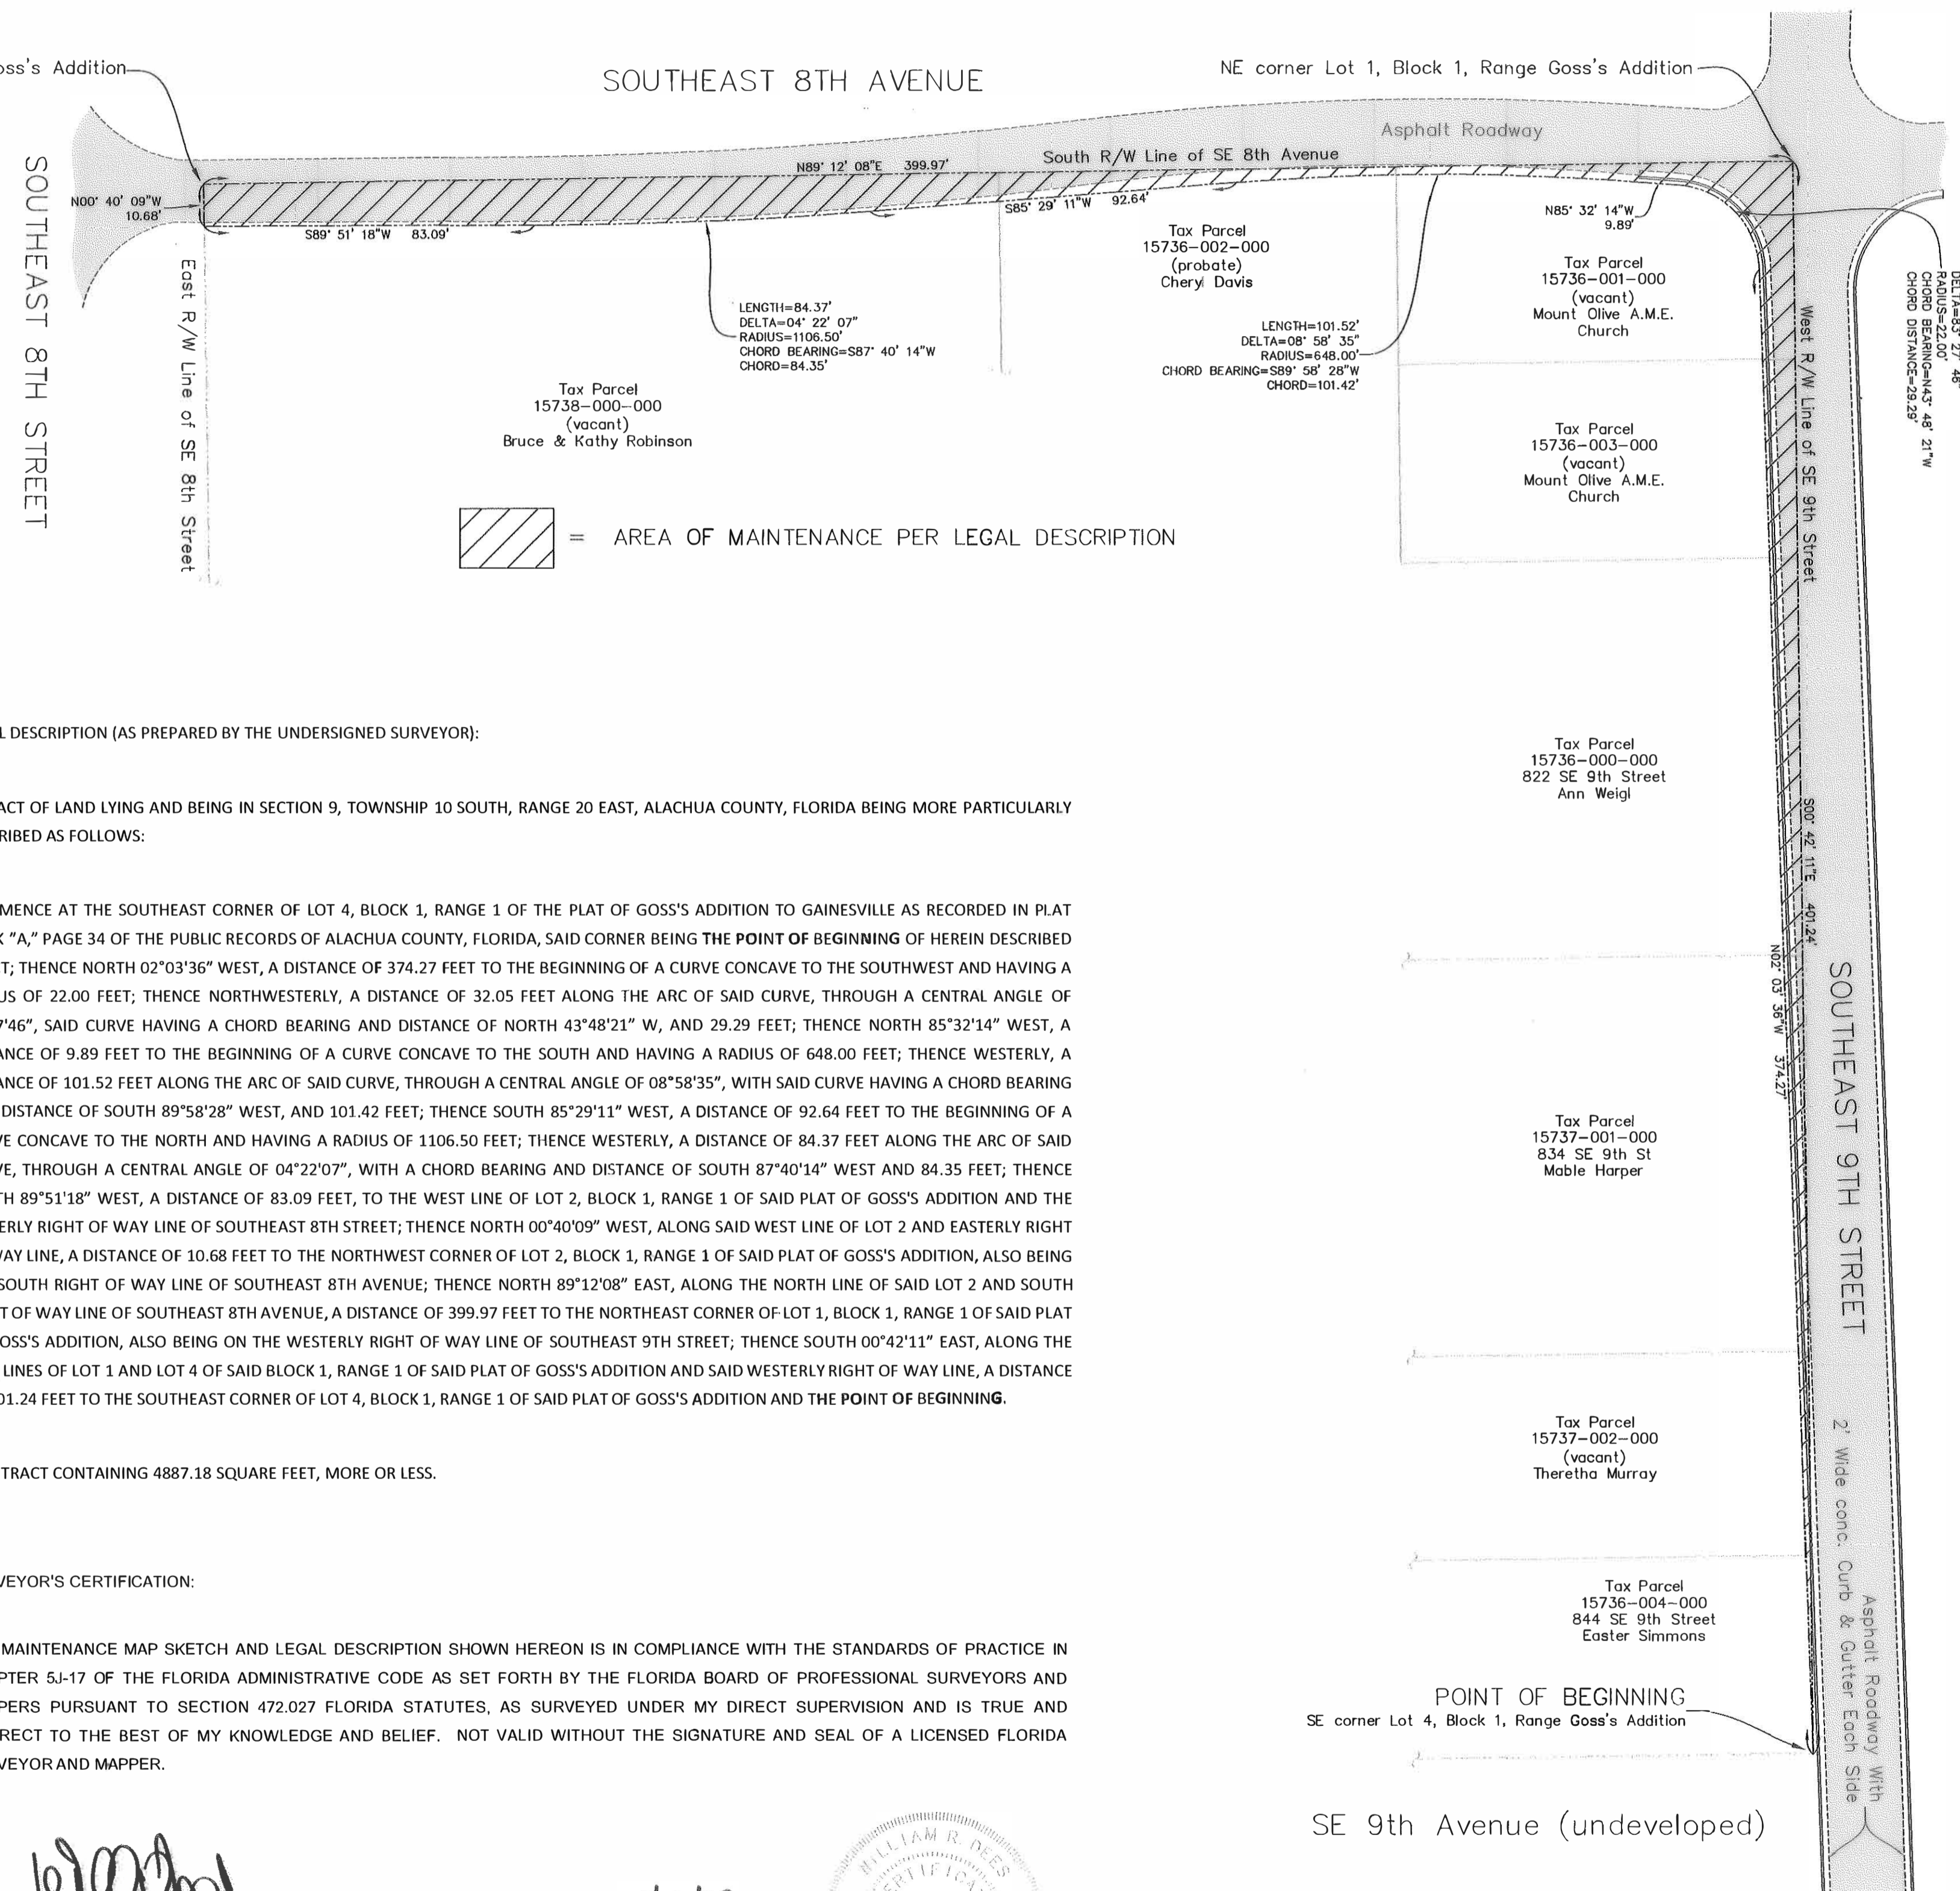 oss's Addition
SOUTHEAST 8TH AVENUE
NE corner Lot 1, Block 1, Range Goss's Addition
Asphalt Roadway
South R/W Line of SE 8th Avenue
N89° 12' 08"E 399.97'
SOUTHEAST 8TH STREET
N00° 40' 09"W
10.68'
S89° 51' 18"W 83.09'
S85° 29' 11"W 92.64'
N85° 32' 14"W
9.89'
East R/W Line of SE 8th Street
LENGTH=84.37'
DELTA=04° 22' 07"
RADIUS=1106.50'
CHORD BEARING=S87° 40' 14"W
CHORD=84.35'
Tax Parcel
15736-002-000
(probate)
Cheryl Davis
LENGTH=101.52'
DELTA=08° 58' 35"
RADIUS=648.00'
CHORD BEARING=S89° 58' 28"W
CHORD=101.42'
Tax Parcel
15736-001-000
(vacant)
Mount Olive A.M.E.
Church
DELTA=83° 27' 46"
RADIUS=22.00'
CHORD BEARING=N43° 48' 21"W
CHORD DISTANCE=29.29'
West R/W Line of SE 9th Street
Tax Parcel
15738-000-000
(vacant)
Bruce & Kathy Robinson
Tax Parcel
15736-003-000
(vacant)
Mount Olive A.M.E.
Church
= AREA OF MAINTENANCE PER LEGAL DESCRIPTION
L DESCRIPTION (AS PREPARED BY THE UNDERSIGNED SURVEYOR):
ACT OF LAND LYING AND BEING IN SECTION 9, TOWNSHIP 10 SOUTH, RANGE 20 EAST, ALACHUA COUNTY, FLORIDA BEING MORE PARTICULARLY
RIBED AS FOLLOWS:
MENCE AT THE SOUTHEAST CORNER OF LOT 4, BLOCK 1, RANGE 1 OF THE PLAT OF GOSS'S ADDITION TO GAINESVILLE AS RECORDED IN PLAT
K "A," PAGE 34 OF THE PUBLIC RECORDS OF ALACHUA COUNTY, FLORIDA, SAID CORNER BEING THE POINT OF BEGINNING OF HEREIN DESCRIBED
T; THENCE NORTH 02°03'36" WEST, A DISTANCE OF 374.27 FEET TO THE BEGINNING OF A CURVE CONCAVE TO THE SOUTHWEST AND HAVING A
US OF 22.00 FEET; THENCE NORTHWESTERLY, A DISTANCE OF 32.05 FEET ALONG THE ARC OF SAID CURVE, THROUGH A CENTRAL ANGLE OF
7'46", SAID CURVE HAVING A CHORD BEARING AND DISTANCE OF NORTH 43°48'21" W, AND 29.29 FEET; THENCE NORTH 85°32'14" WEST, A
ANCE OF 9.89 FEET TO THE BEGINNING OF A CURVE CONCAVE TO THE SOUTH AND HAVING A RADIUS OF 648.00 FEET; THENCE WESTERLY, A
ANCE OF 101.52 FEET ALONG THE ARC OF SAID CURVE, THROUGH A CENTRAL ANGLE OF 08°58'35", WITH SAID CURVE HAVING A CHORD BEARING
DISTANCE OF SOUTH 89°58'28" WEST, AND 101.42 FEET; THENCE SOUTH 85°29'11" WEST, A DISTANCE OF 92.64 FEET TO THE BEGINNING OF A
VE CONCAVE TO THE NORTH AND HAVING A RADIUS OF 1106.50 FEET; THENCE WESTERLY, A DISTANCE OF 84.37 FEET ALONG THE ARC OF SAID
VE, THROUGH A CENTRAL ANGLE OF 04°22'07", WITH A CHORD BEARING AND DISTANCE OF SOUTH 87°40'14" WEST AND 84.35 FEET; THENCE
TH 89°51'18" WEST, A DISTANCE OF 83.09 FEET, TO THE WEST LINE OF LOT 2, BLOCK 1, RANGE 1 OF SAID PLAT OF GOSS'S ADDITION AND THE
ERLY RIGHT OF WAY LINE OF SOUTHEAST 8TH STREET; THENCE NORTH 00°40'09" WEST, ALONG SAID WEST LINE OF LOT 2 AND EASTERLY RIGHT
WAY LINE, A DISTANCE OF 10.68 FEET TO THE NORTHWEST CORNER OF LOT 2, BLOCK 1, RANGE 1 OF SAID PLAT OF GOSS'S ADDITION, ALSO BEING
SOUTH RIGHT OF WAY LINE OF SOUTHEAST 8TH AVENUE; THENCE NORTH 89°12'08" EAST, ALONG THE NORTH LINE OF SAID LOT 2 AND SOUTH
T OF WAY LINE OF SOUTHEAST 8TH AVENUE, A DISTANCE OF 399.97 FEET TO THE NORTHEAST CORNER OF LOT 1, BLOCK 1, RANGE 1 OF SAID PLAT
OSS'S ADDITION, ALSO BEING ON THE WESTERLY RIGHT OF WAY LINE OF SOUTHEAST 9TH STREET; THENCE SOUTH 00°42'11" EAST, ALONG THE
LINES OF LOT 1 AND LOT 4 OF SAID BLOCK 1, RANGE 1 OF SAID PLAT OF GOSS'S ADDITION AND SAID WESTERLY RIGHT OF WAY LINE, A DISTANCE
01.24 FEET TO THE SOUTHEAST CORNER OF LOT 4, BLOCK 1, RANGE 1 OF SAID PLAT OF GOSS'S ADDITION AND THE POINT OF BEGINNING.
TRACT CONTAINING 4887.18 SQUARE FEET, MORE OR LESS.
VEYOR'S CERTIFICATION:
MAINTENANCE MAP SKETCH AND LEGAL DESCRIPTION SHOWN HEREON IS IN COMPLIANCE WITH THE STANDARDS OF PRACTICE IN
PTER 5J-17 OF THE FLORIDA ADMINISTRATIVE CODE AS SET FORTH BY THE FLORIDA BOARD OF PROFESSIONAL SURVEYORS AND
PERS PURSUANT TO SECTION 472.027 FLORIDA STATUTES, AS SURVEYED UNDER MY DIRECT SUPERVISION AND IS TRUE AND
RECT TO THE BEST OF MY KNOWLEDGE AND BELIEF. NOT VALID WITHOUT THE SIGNATURE AND SEAL OF A LICENSED FLORIDA
VEYOR AND MAPPER.
WILLIAM R. DEES
CERTIFICA
Tax Parcel
15736-000-000
822 SE 9th Street
Ann Weigl
S00° 42' 11"E 401.24'
N02° 03' 36"W 374.27'
SOUTHEAST 9TH STREET
Tax Parcel
15737-001-000
834 SE 9th St
Mable Harper
Tax Parcel
15737-002-000
(vacant)
Theretha Murray
Asphalt Roadway With
2' Wide conc. Curb & Gutter Each Side
Tax Parcel
15736-004-000
844 SE 9th Street
Easter Simmons
POINT OF BEGINNING
SE corner Lot 4, Block 1, Range Goss's Addition
SE 9th Avenue (undeveloped)